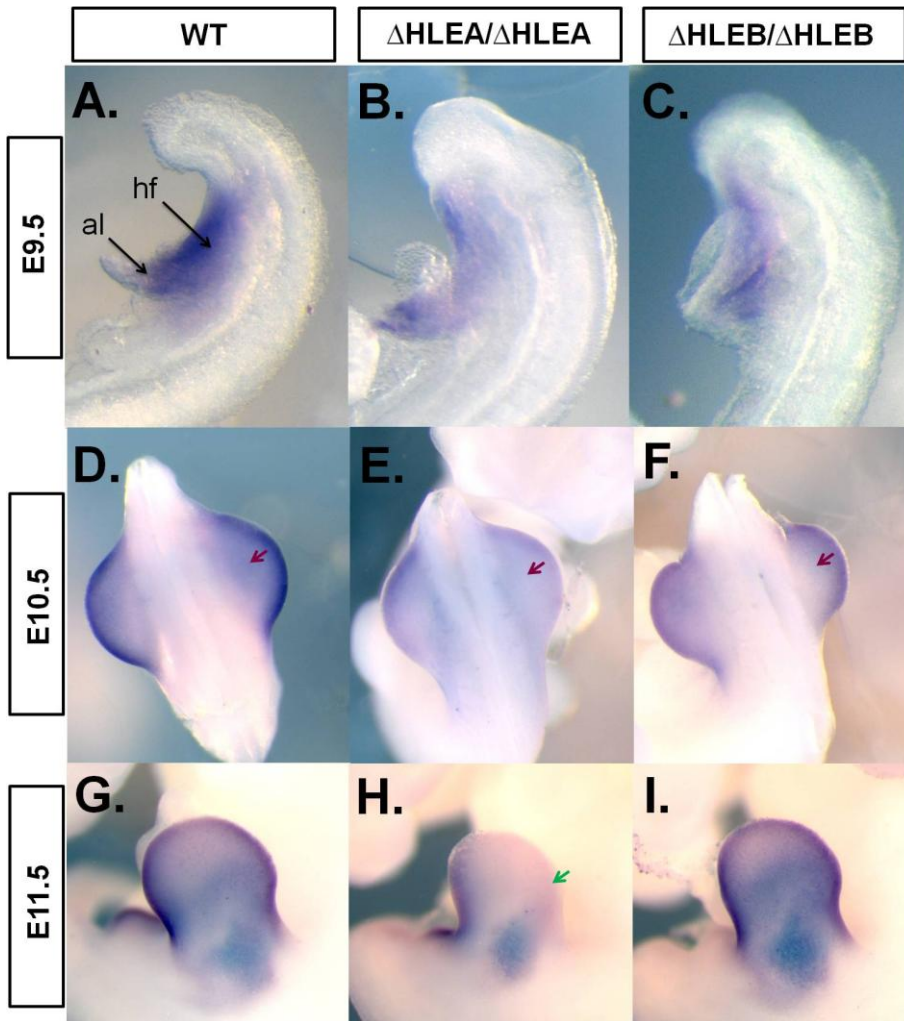 WT
ΔHLEA/ΔHLEA
ΔHLEB/ΔHLEB
E9.5
A.
hf
al
B.
C.
E10.5
D.
E.
F.
E11.5
G.
H.
I.